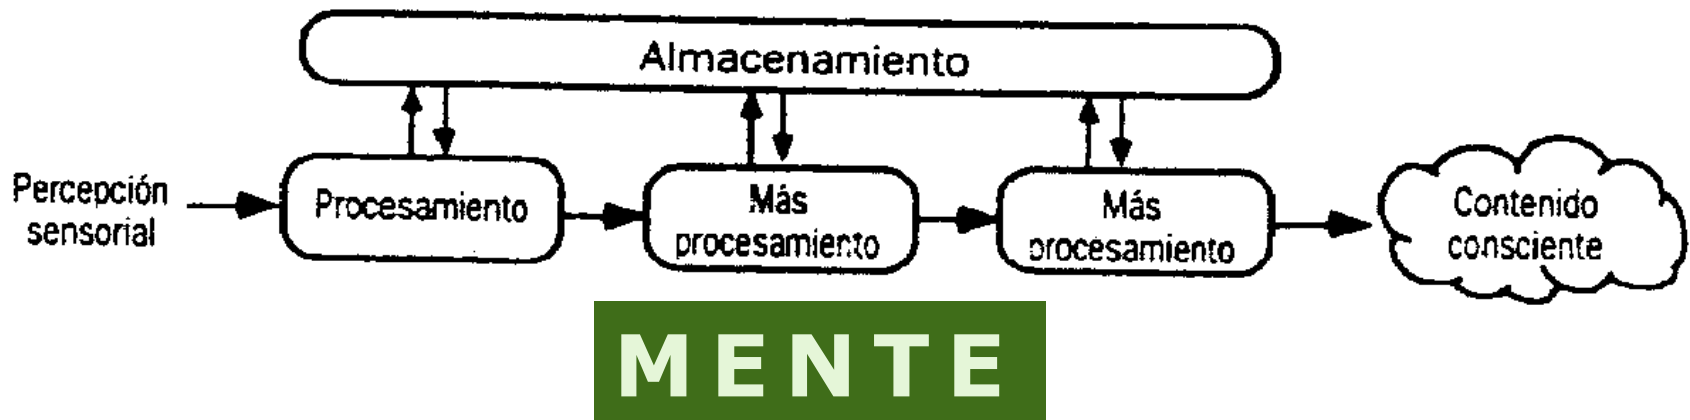 Almacenamiento
Percepción
sensorial
Procesamiento
Más
procesamiento
Más
procesamiento
Contenido
consciente
MENTE